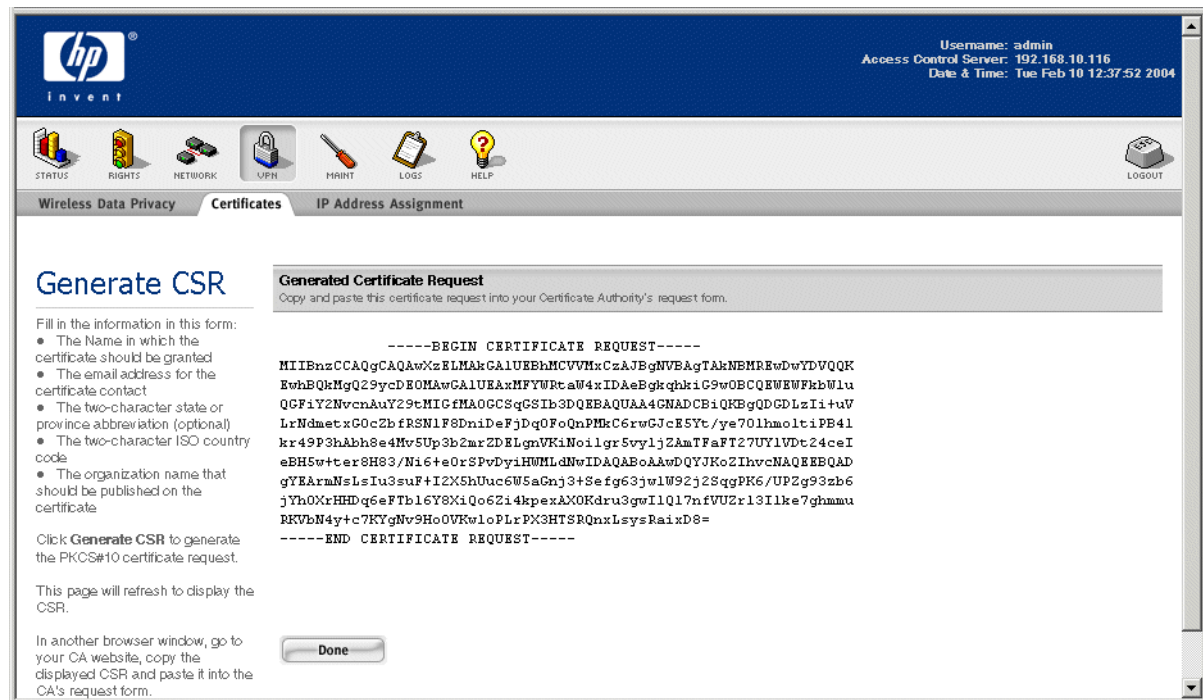 hp
®
invent
Username: admin
Access Control Server: 192.168.10.116
Date & Time: Tue Feb 10 12:37:52 2004
STATUS RIGHTS NETWORK VPN MAINT LOGS HELP LOGOUT
Wireless Data Privacy Certificates IP Address Assignment
Generate CSR
Fill in the information in this form:
● The Name in which the
certificate should be granted
● The email address for the
certificate contact
● The two-character state or
province abbreviation (optional)
● The two-character ISO country
code
● The organization name that
should be published on the
certificate
Click Generate CSR to generate
the PKCS#10 certificate request.
This page will refresh to display the
CSR.
In another browser window, go to
your CA website, copy the
displayed CSR and paste it into the
CA's request form.
Generated Certificate Request
Copy and paste this certificate request into your Certificate Authority's request form.
-----BEGIN CERTIFICATE REQUEST-----
MIIBnzCCAQgCAQAwXzELMAkGA1UEBhMCVVMxCzAJBgNVBAgTAkNBMREwDwYDVQQK
EwhBQkMgQ29ycDEOMAwGA1UEAxMFYWRtaW4xIDAeBgkqhkiG9w0BCQEWEWFkbWlu
QGFiY2NvcnAuY29tMIGfMA0GCSqGSIb3DQEBAQUAA4GNADCBiQKBgQDGDLzIi+uV
LrNdmetxG0cZbfRSNlF8DniDeFjDq0FoQnPMkC6rwGJcE5Yt/ye7OlhmoltiPB4l
kr49P3hAbh8e4Mv5Up3b2mrZDELgnVKiNoilgr5vyljZAmTFaFT27UYlVDt24ceI
eBH5w+ter8H83/Ni6+e0rSPvDyiHWMLdNwIDAQABoAAwDQYJKoZIhvcNAQEEBQAD
gYEArmNsLsIu3suF+I2X5hUuc6W5aGnj3+Sefg63jwlW92j2SqgPK6/UPZg93zb6
jYh0XrHHDq6eFTbl6Y8XiQo6Zi4kpexAX0Kdru3gwIlQl7nfVUZrl3Ilke7ghmmu
RKVbN4y+c7KYgNv9Ho0VKwloPLrPX3HTSRQnxLsysRaixD8=
-----END CERTIFICATE REQUEST-----
Done